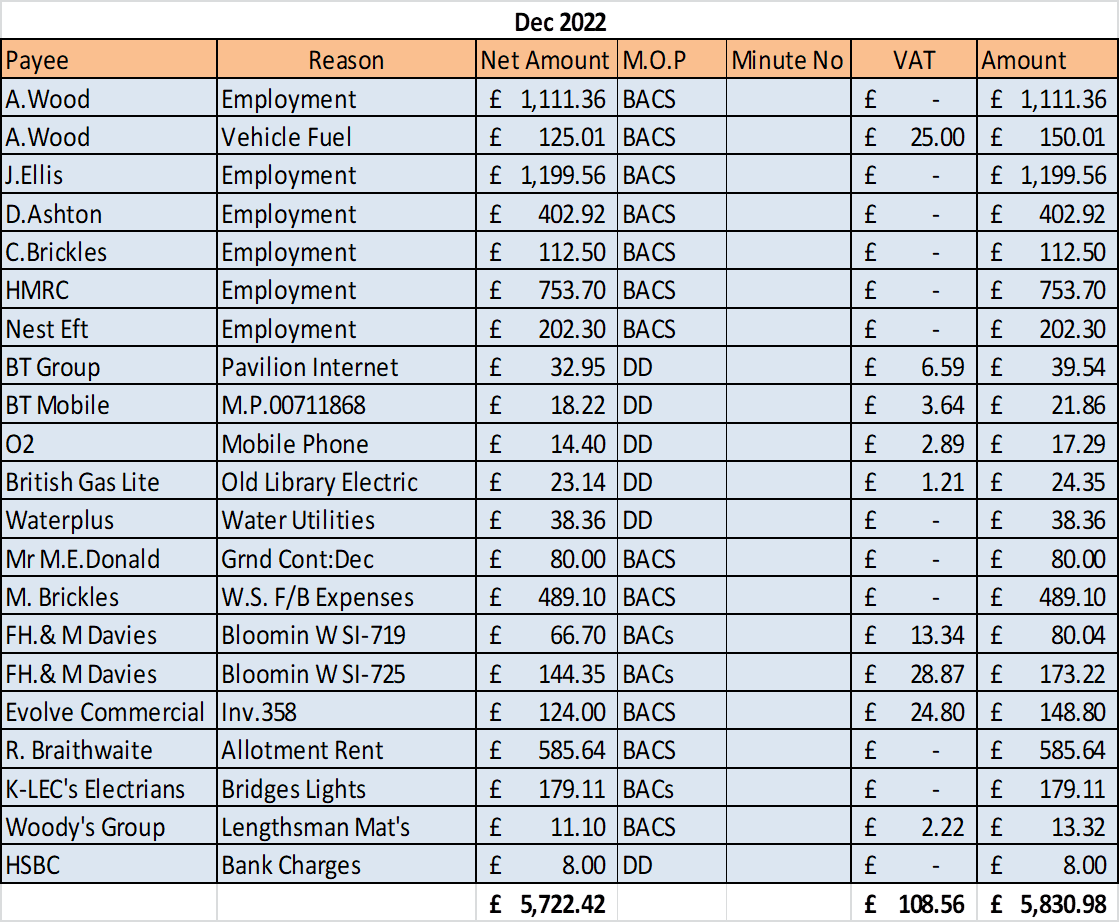 Dec 2022
Payee Reason Net Amount M.O.P Minute No VAT Amount
A.Wood Employment £ 1,111.36 BACS £ - £ 1,111.36
A.Wood Vehicle Fuel £ 125.01 BACS £ 25.00 £ 150.01
J.Ellis Employment £ 1,199.56 BACS £ - £ 1,199.56
D.Ashton Employment £ 402.92 BACS £ - £ 402.92
C.Brickles Employment £ 112.50 BACS £ - £ 112.50
HMRC Employment £ 753.70 BACS £ - £ 753.70
Nest Eft Employment £ 202.30 BACS £ - £ 202.30
BT Group Pavilion Internet £ 32.95 DD £ 6.59 £ 39.54
BT Mobile M.P.00711868 £ 18.22 DD £ 3.64 £ 21.86
O2 Mobile Phone £ 14.40 DD £ 2.89 £ 17.29
British Gas Lite Old Library Electric £ 23.14 DD £ 1.21 £ 24.35
Waterplus Water Utilities £ 38.36 DD £ - £ 38.36
Mr M.E.Donald Grnd Cont:Dec £ 80.00 BACS £ - £ 80.00
M. Brickles W.S. F/B Expenses £ 489.10 BACS £ - £ 489.10
FH.& M Davies Bloomin W SI-719 £ 66.70 BACs £ 13.34 £ 80.04
FH.& M Davies Bloomin W SI-725 £ 144.35 BACs £ 28.87 £ 173.22
Evolve Commercial Inv.358 £ 124.00 BACS £ 24.80 £ 148.80
R. Braithwaite Allotment Rent £ 585.64 BACS £ - £ 585.64
K-LEC's Electrians Bridges Lights £ 179.11 BACs £ - £ 179.11
Woody's Group Lengthsman Mat's £ 11.10 BACS £ 2.22 £ 13.32
HSBC Bank Charges £ 8.00 DD £ - £ 8.00
£ 5,722.42 £ 108.56 £ 5,830.98